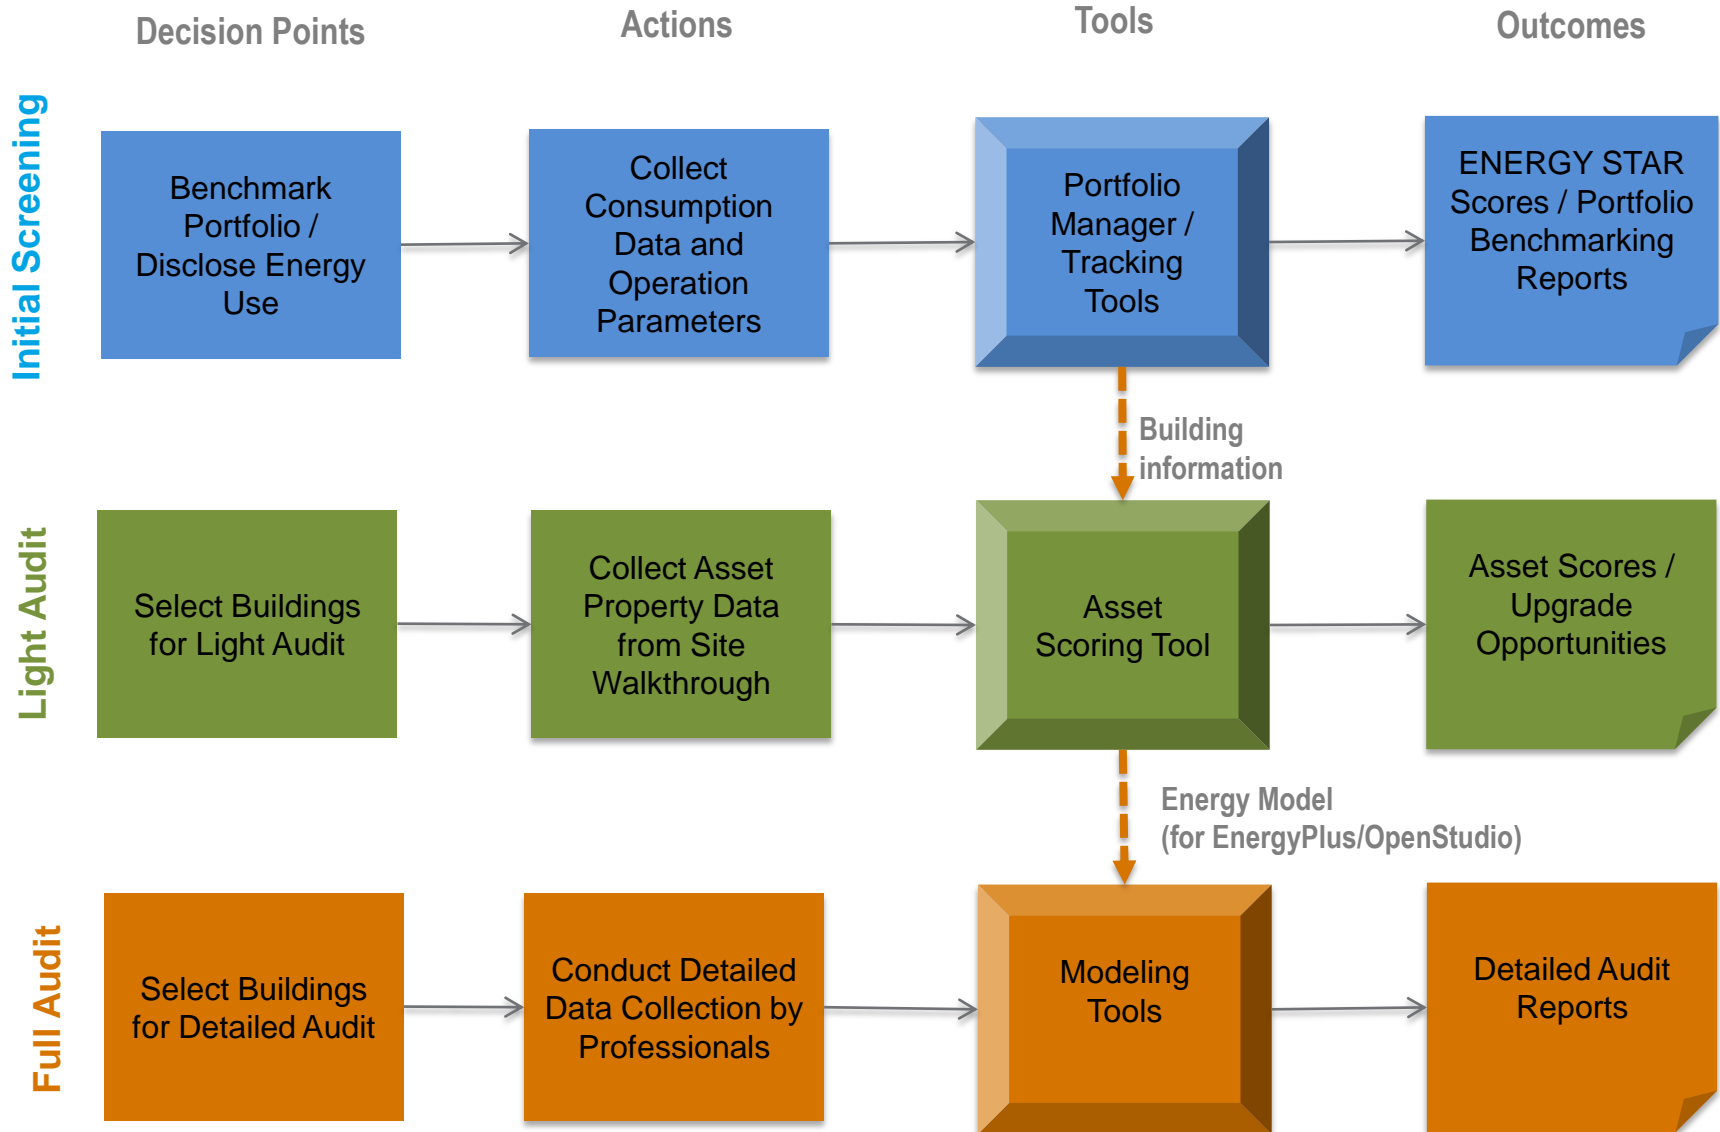 Decision Points
Actions
Tools
Outcomes
Initial Screening
Benchmark
Portfolio /
Disclose Energy
Use
Collect
Consumption
Data and
Operation
Parameters
Portfolio
Manager /
Tracking
Tools
ENERGY STAR
Scores / Portfolio
Benchmarking
Reports
Building
information
Light Audit
Select Buildings
for Light Audit
Collect Asset
Property Data
from Site
Walkthrough
Asset
Scoring Tool
Asset Scores /
Upgrade
Opportunities
Energy Model
(for EnergyPlus/OpenStudio)
Full Audit
Select Buildings
for Detailed Audit
Conduct Detailed
Data Collection by
Professionals
Modeling
Tools
Detailed Audit
Reports